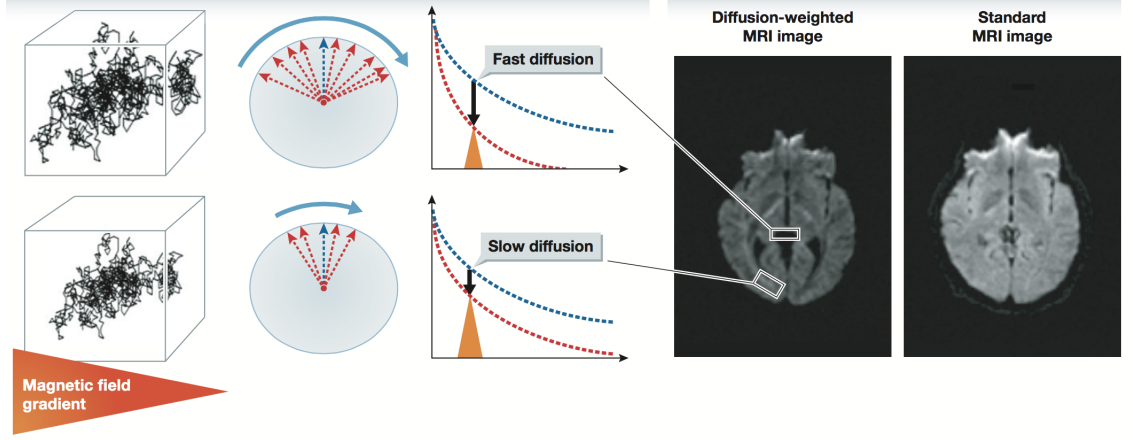 Diffusion-weighted
MRI image
Standard
MRI image
Fast diffusion
Slow diffusion
Magnetic field
gradient